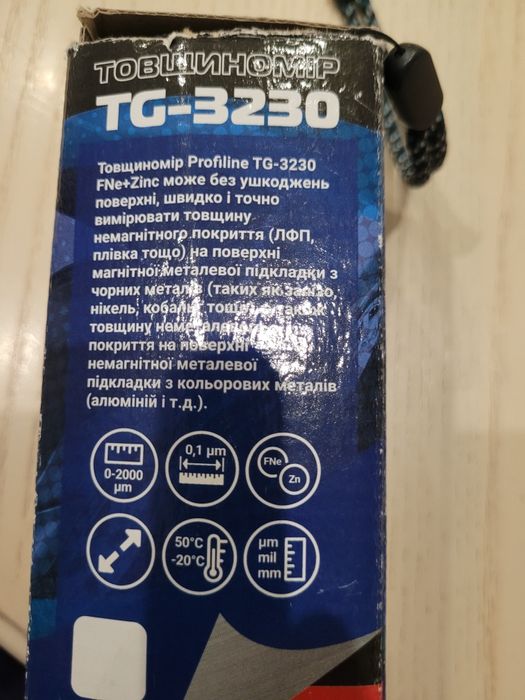 ТОВЩИНОМІР
TG-3230
Товщиномір Profiline TG-3230
FNe+Zinc може без ушкоджень
поверхні, швидко і точно
вимірювати товщину
немагнітного покриття (ЛФП,
плівка тощо) на поверхні
магнітної металевої підкладки з
чорних металів (таких як залізо,
нікель, кобальт тощо), а також
товщину
покриття на поверхні
немагнітної металевої
підкладки з кольорових металів
(алюміній і т.д.).
0-2000
µm
0,1 µm
FNe
Zn
50°C
-20°C
µm
mil
mm